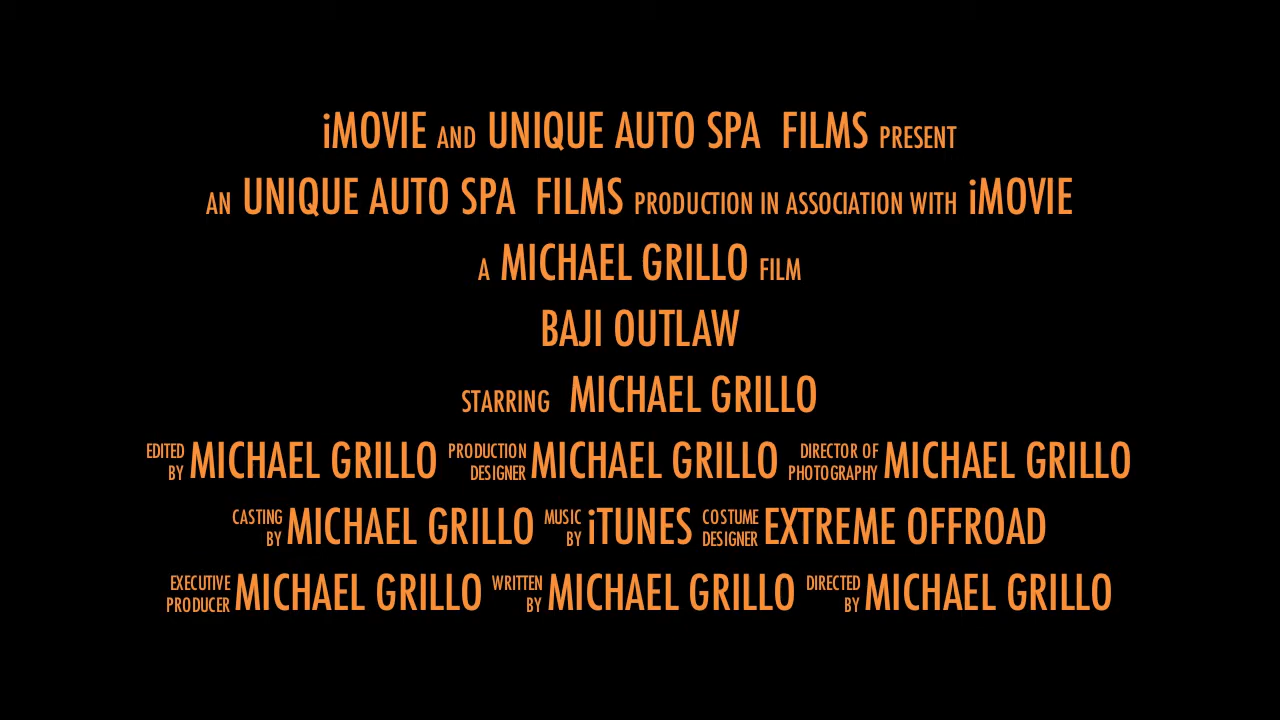 iMOVIE AND UNIQUE AUTO SPA  FILMS PRESENT
AN UNIQUE AUTO SPA  FILMS PRODUCTION IN ASSOCIATION WITH iMOVIE
A MICHAEL GRILLO FILM
BAJI OUTLAW
STARRING  MICHAEL GRILLO
EDITED BY MICHAEL GRILLO PRODUCTION DESIGNER MICHAEL GRILLO DIRECTOR OF PHOTOGRAPHY MICHAEL GRILLO
CASTING BY MICHAEL GRILLO MUSIC BY iTUNES COSTUME DESIGNER EXTREME OFFROAD
EXECUTIVE PRODUCER MICHAEL GRILLO WRITTEN BY MICHAEL GRILLO DIRECTED BY MICHAEL GRILLO